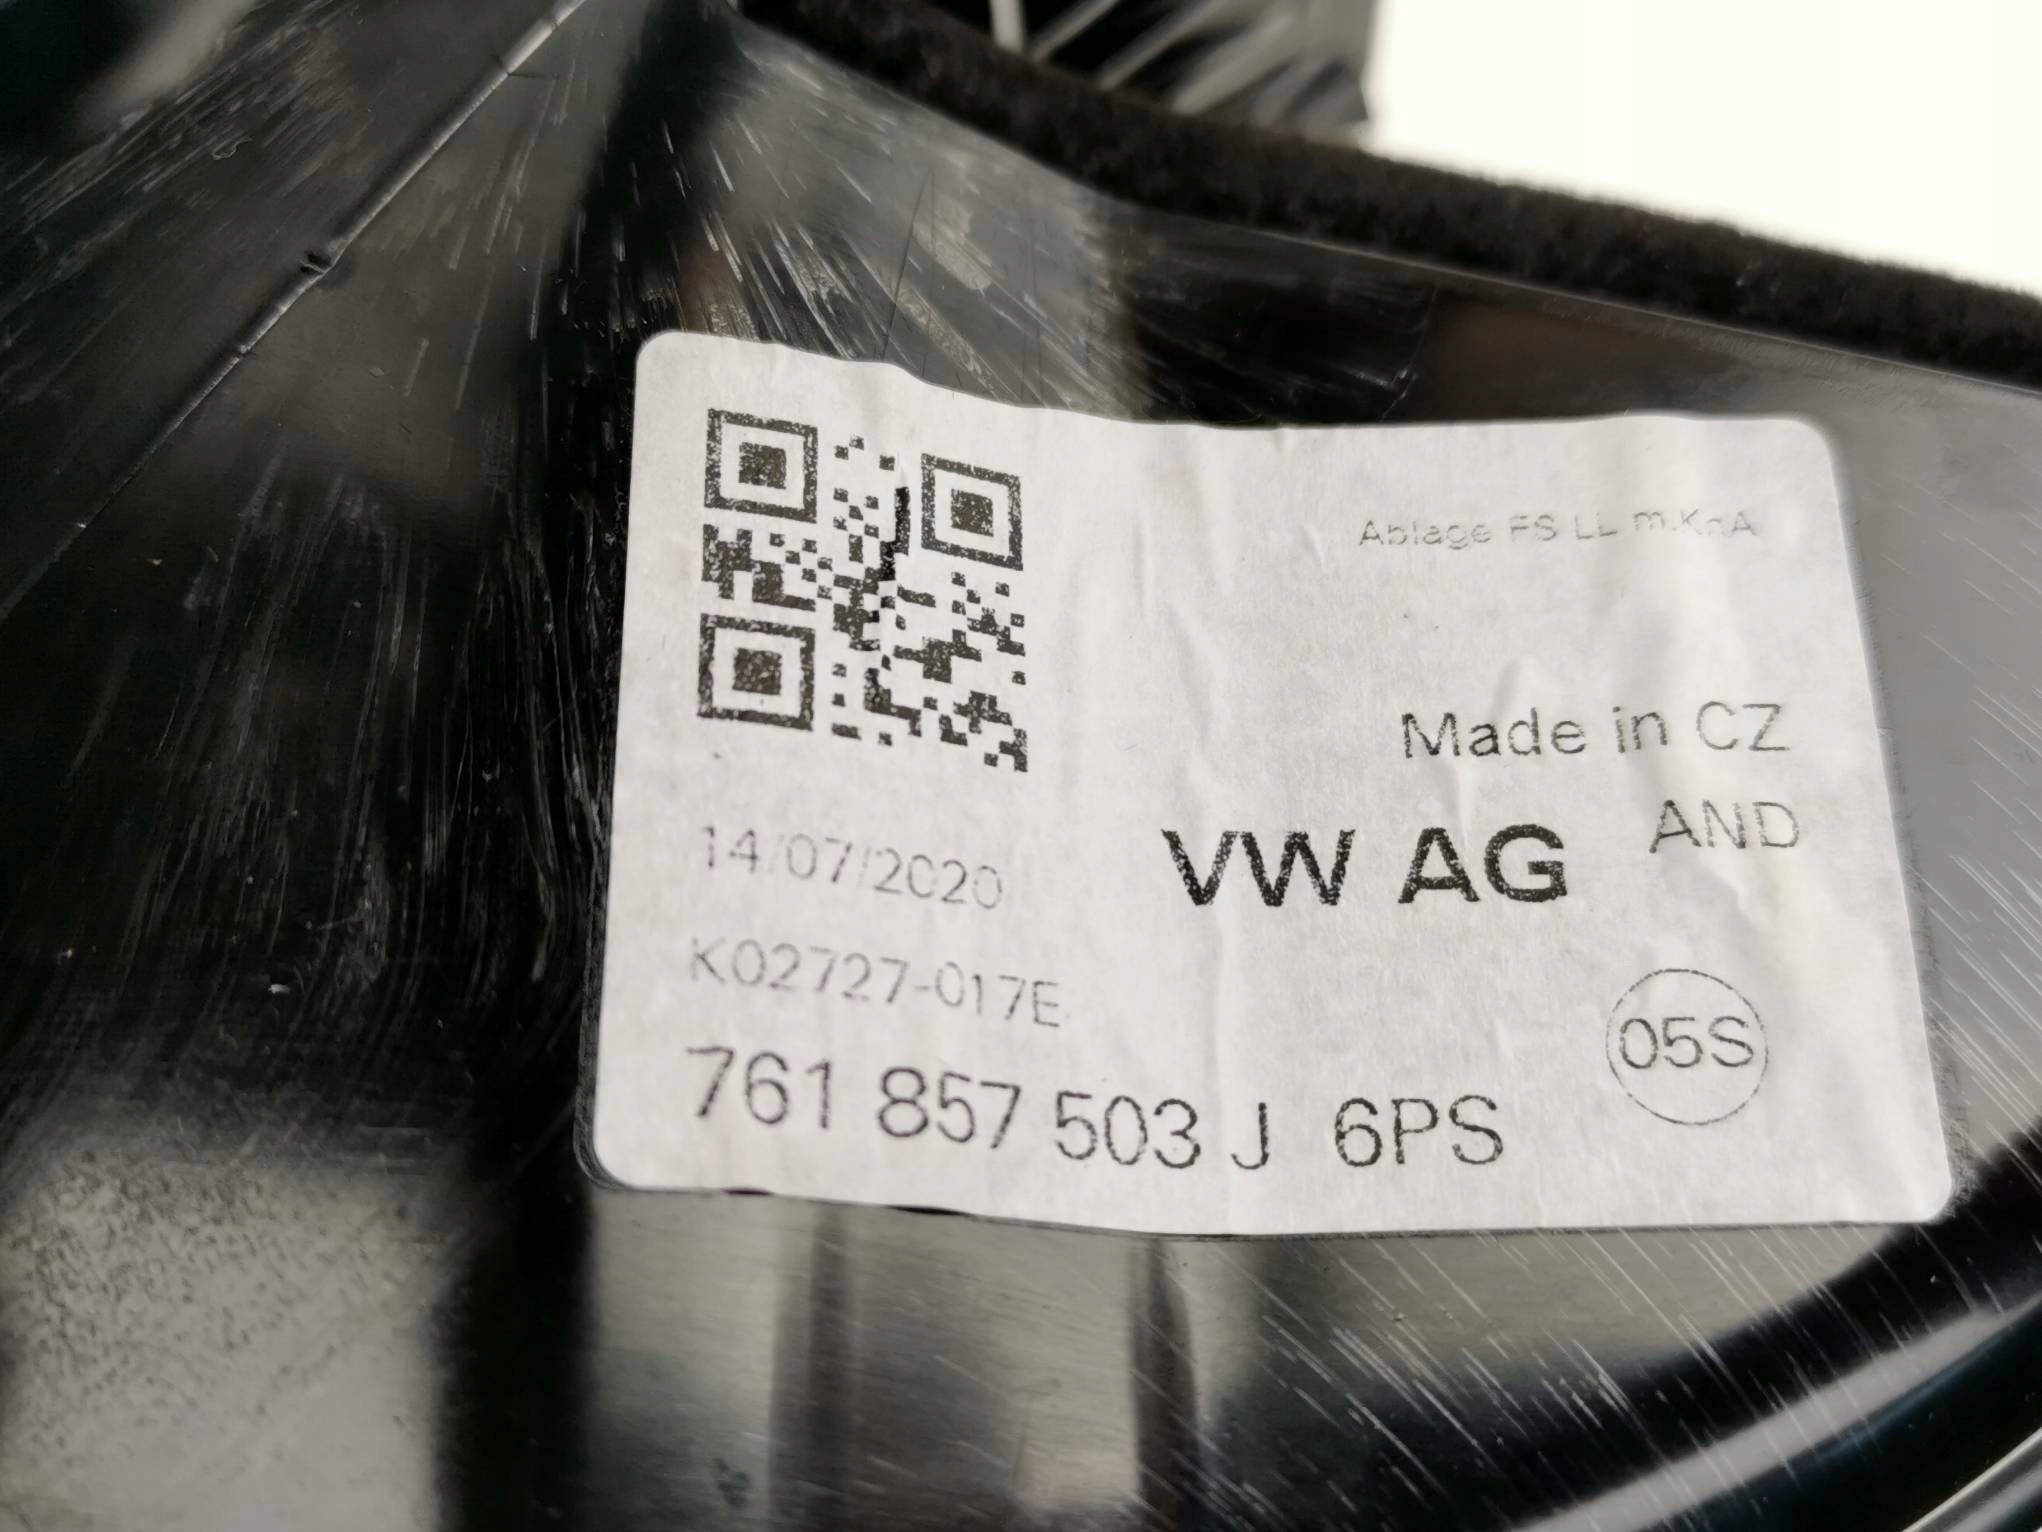 Ablage FS LL m.KnA
Made in CZ
AND
VW AG
14/07/2020
K02727-017E
05S
761 857 503 J 6PS